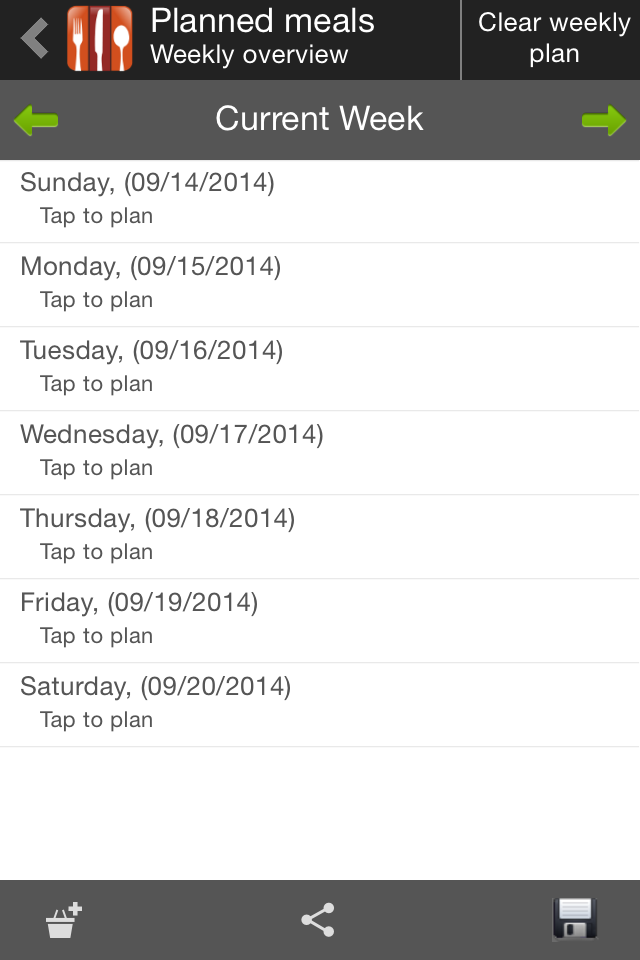 Planned meals
Weekly overview
Clear weekly
plan
Current Week
Sunday, (09/14/2014)
Tap to plan
Monday, (09/15/2014)
Tap to plan
Tuesday, (09/16/2014)
Tap to plan
Wednesday, (09/17/2014)
Tap to plan
Thursday, (09/18/2014)
Tap to plan
Friday, (09/19/2014)
Tap to plan
Saturday, (09/20/2014)
Tap to plan